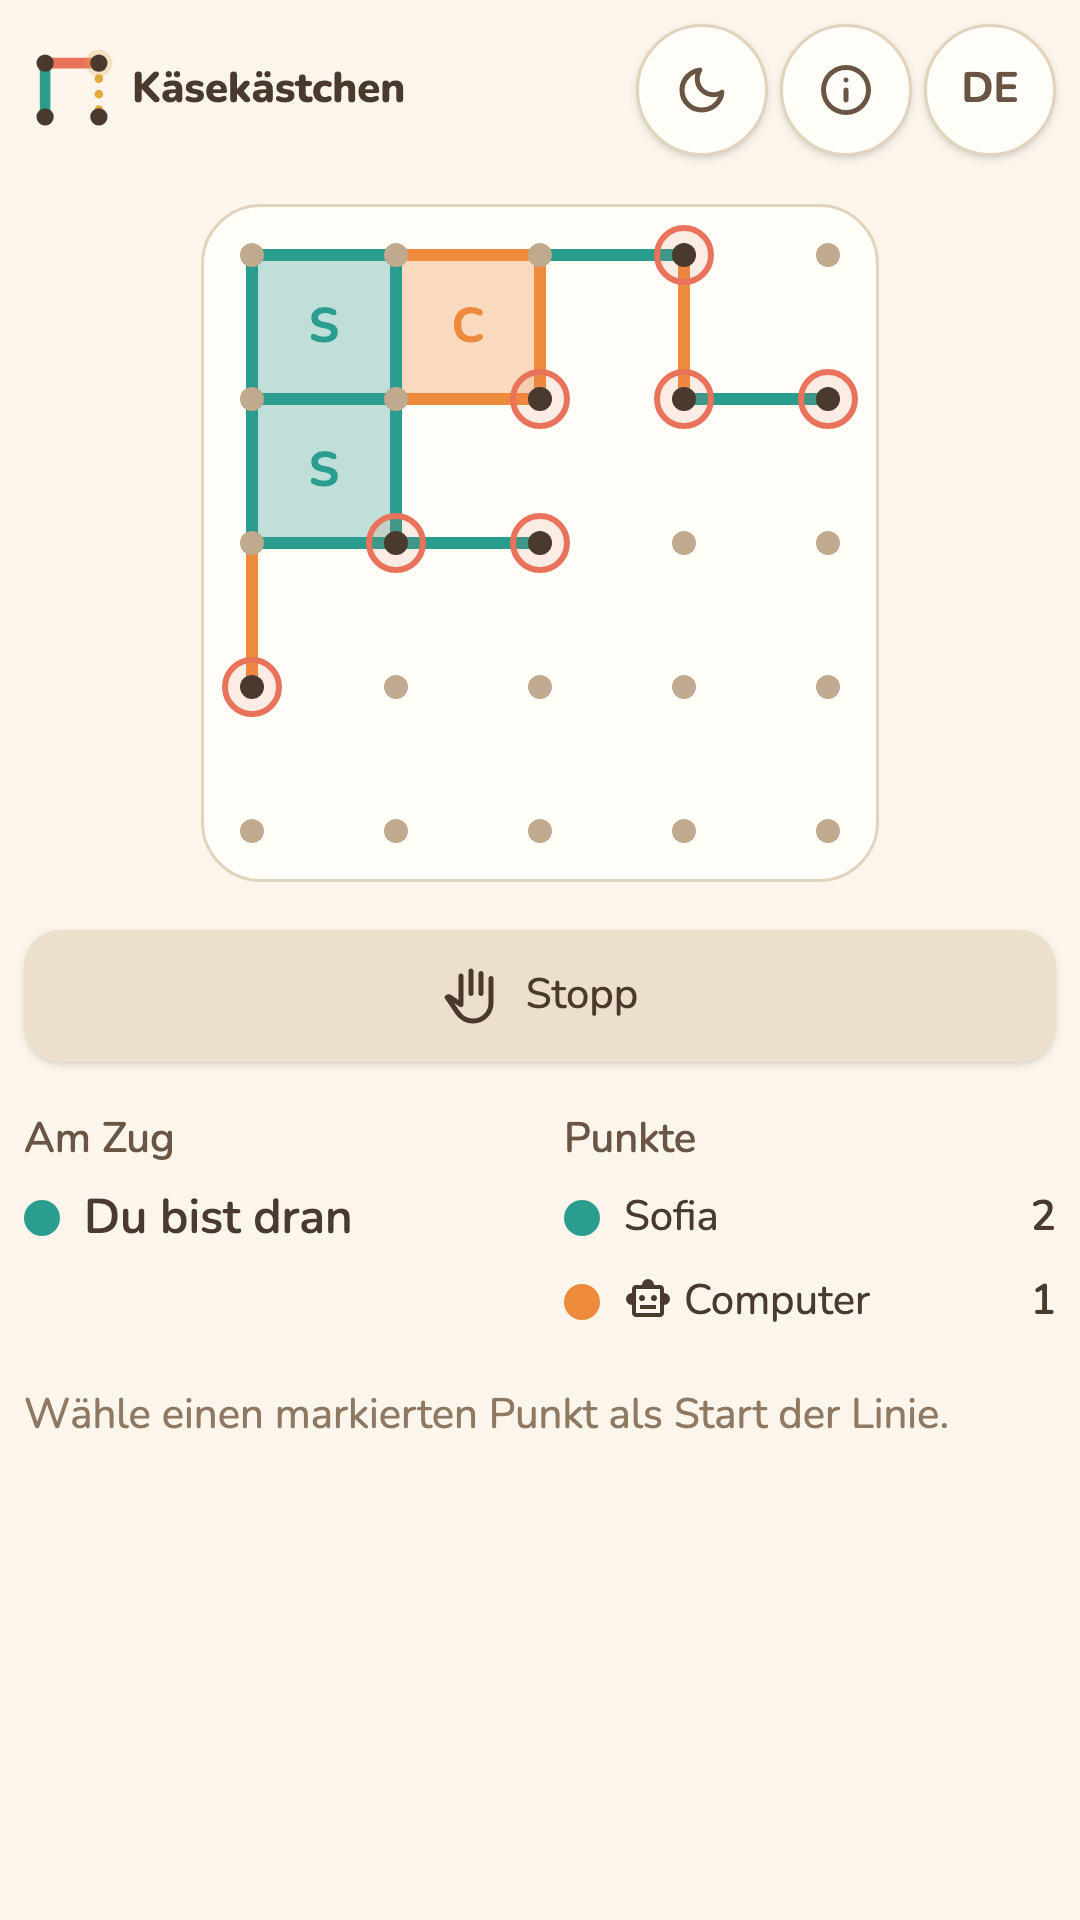 Käsekästchen
DE
S
C
S
Stopp
Am Zug
Du bist dran
Punkte
Sofia 2
Computer 1
Wähle einen markierten Punkt als Start der Linie.